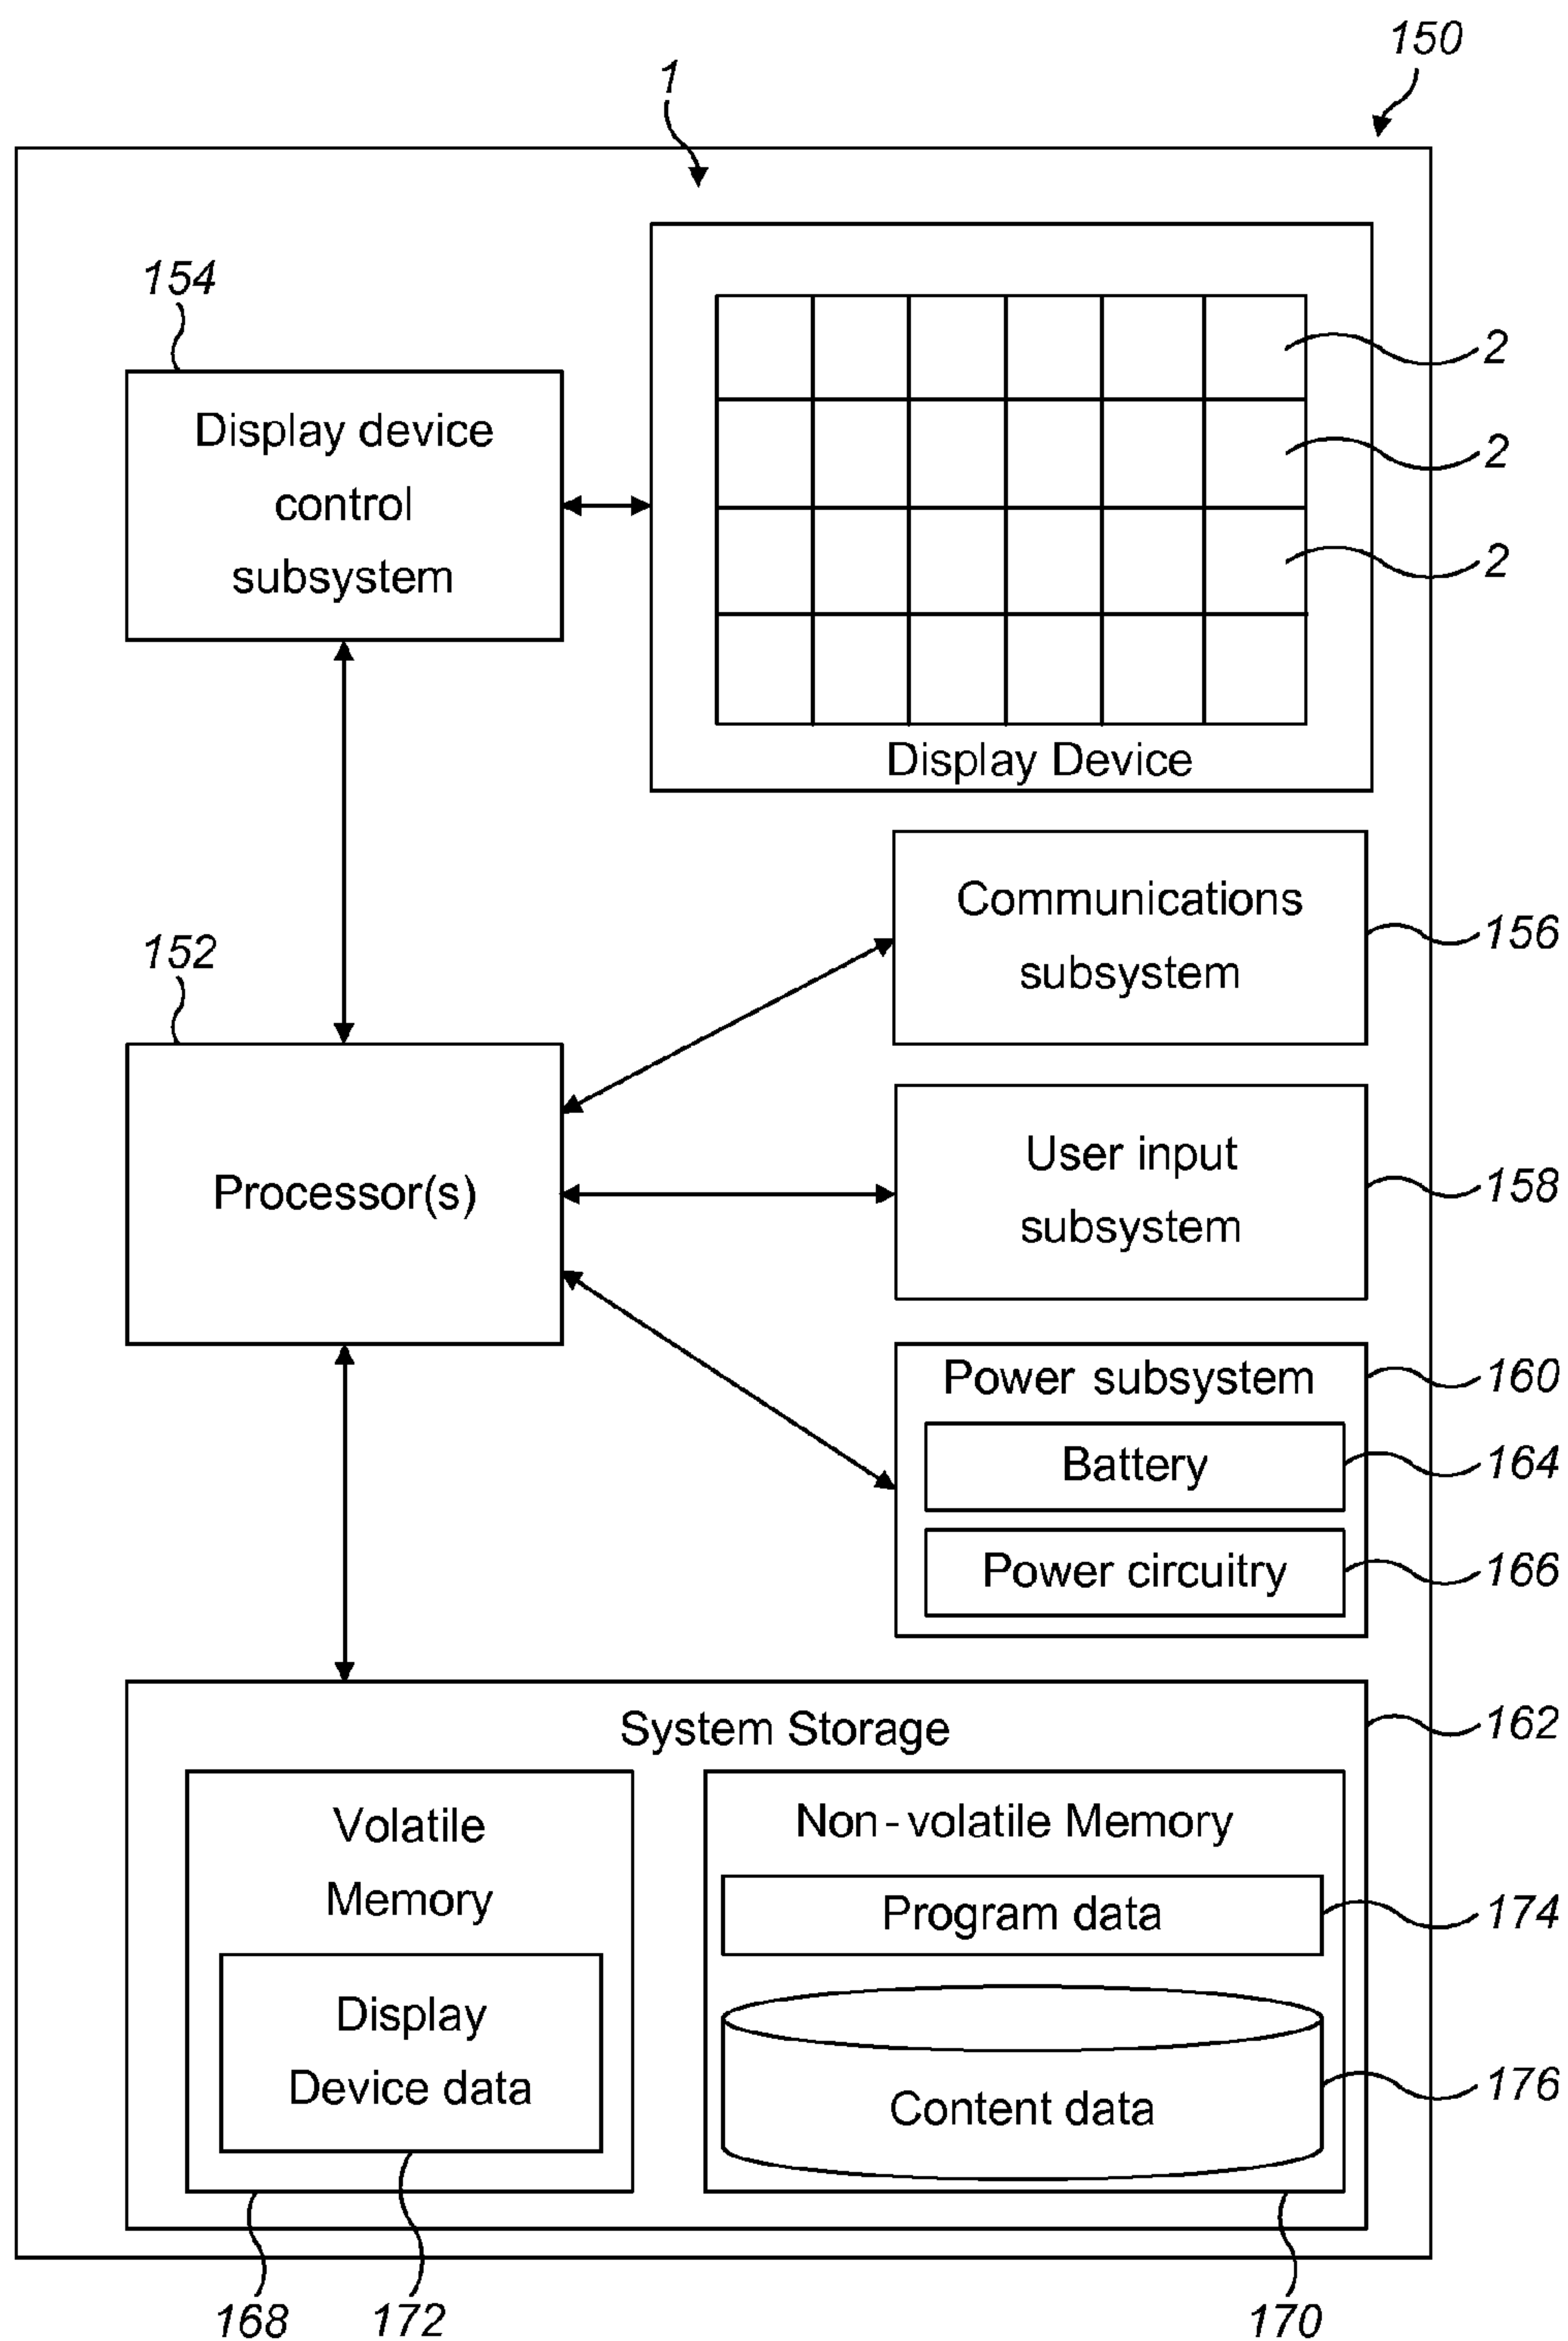 150
1
154
Display device
control
subsystem
2
2
2
Display Device
Communications
subsystem
156
152
Processor(s)
User input
subsystem
158
Power subsystem
160
Battery
164
Power circuitry
166
System Storage
162
Volatile
Memory
Non-volatile Memory
Program data
174
Display
Device data
Content data
176
168
172
170